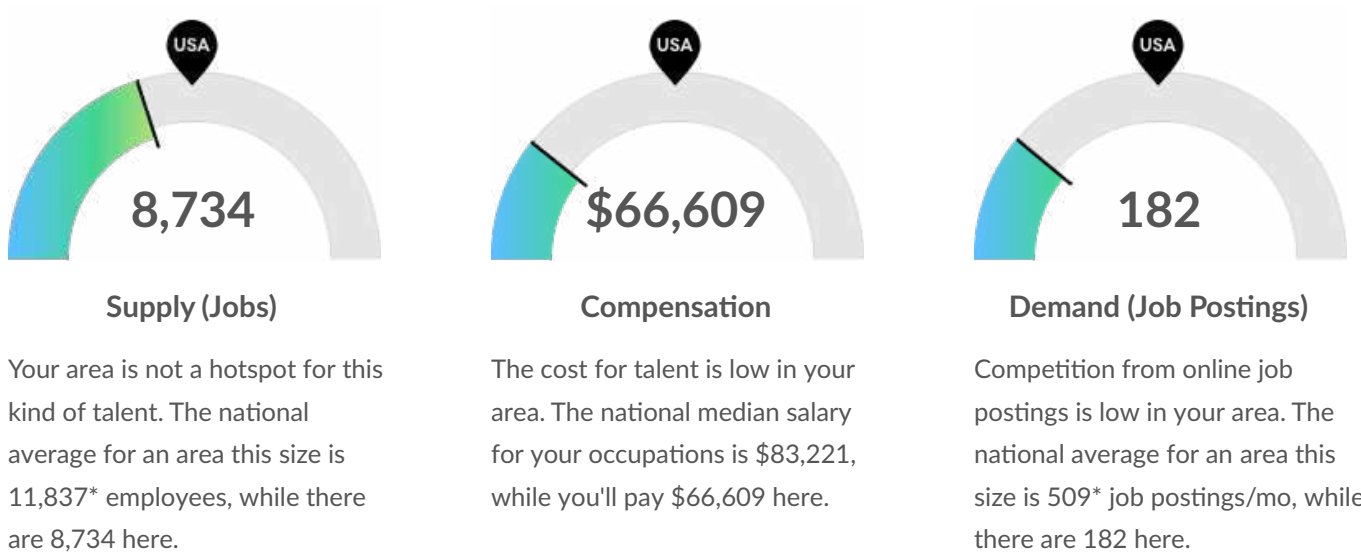 USA
8,734
Supply (Jobs)
Your area is not a hotspot for this
kind of talent. The national
average for an area this size is
11,837* employees, while there
are 8,734 here.
USA
$66,609
Compensation
The cost for talent is low in your
area. The national median salary
for your occupations is $83,221,
while you'll pay $66,609 here.
USA
182
Demand (Job Postings)
Competition from online job
postings is low in your area. The
national average for an area this
size is 509* job postings/mo, while
there are 182 here.